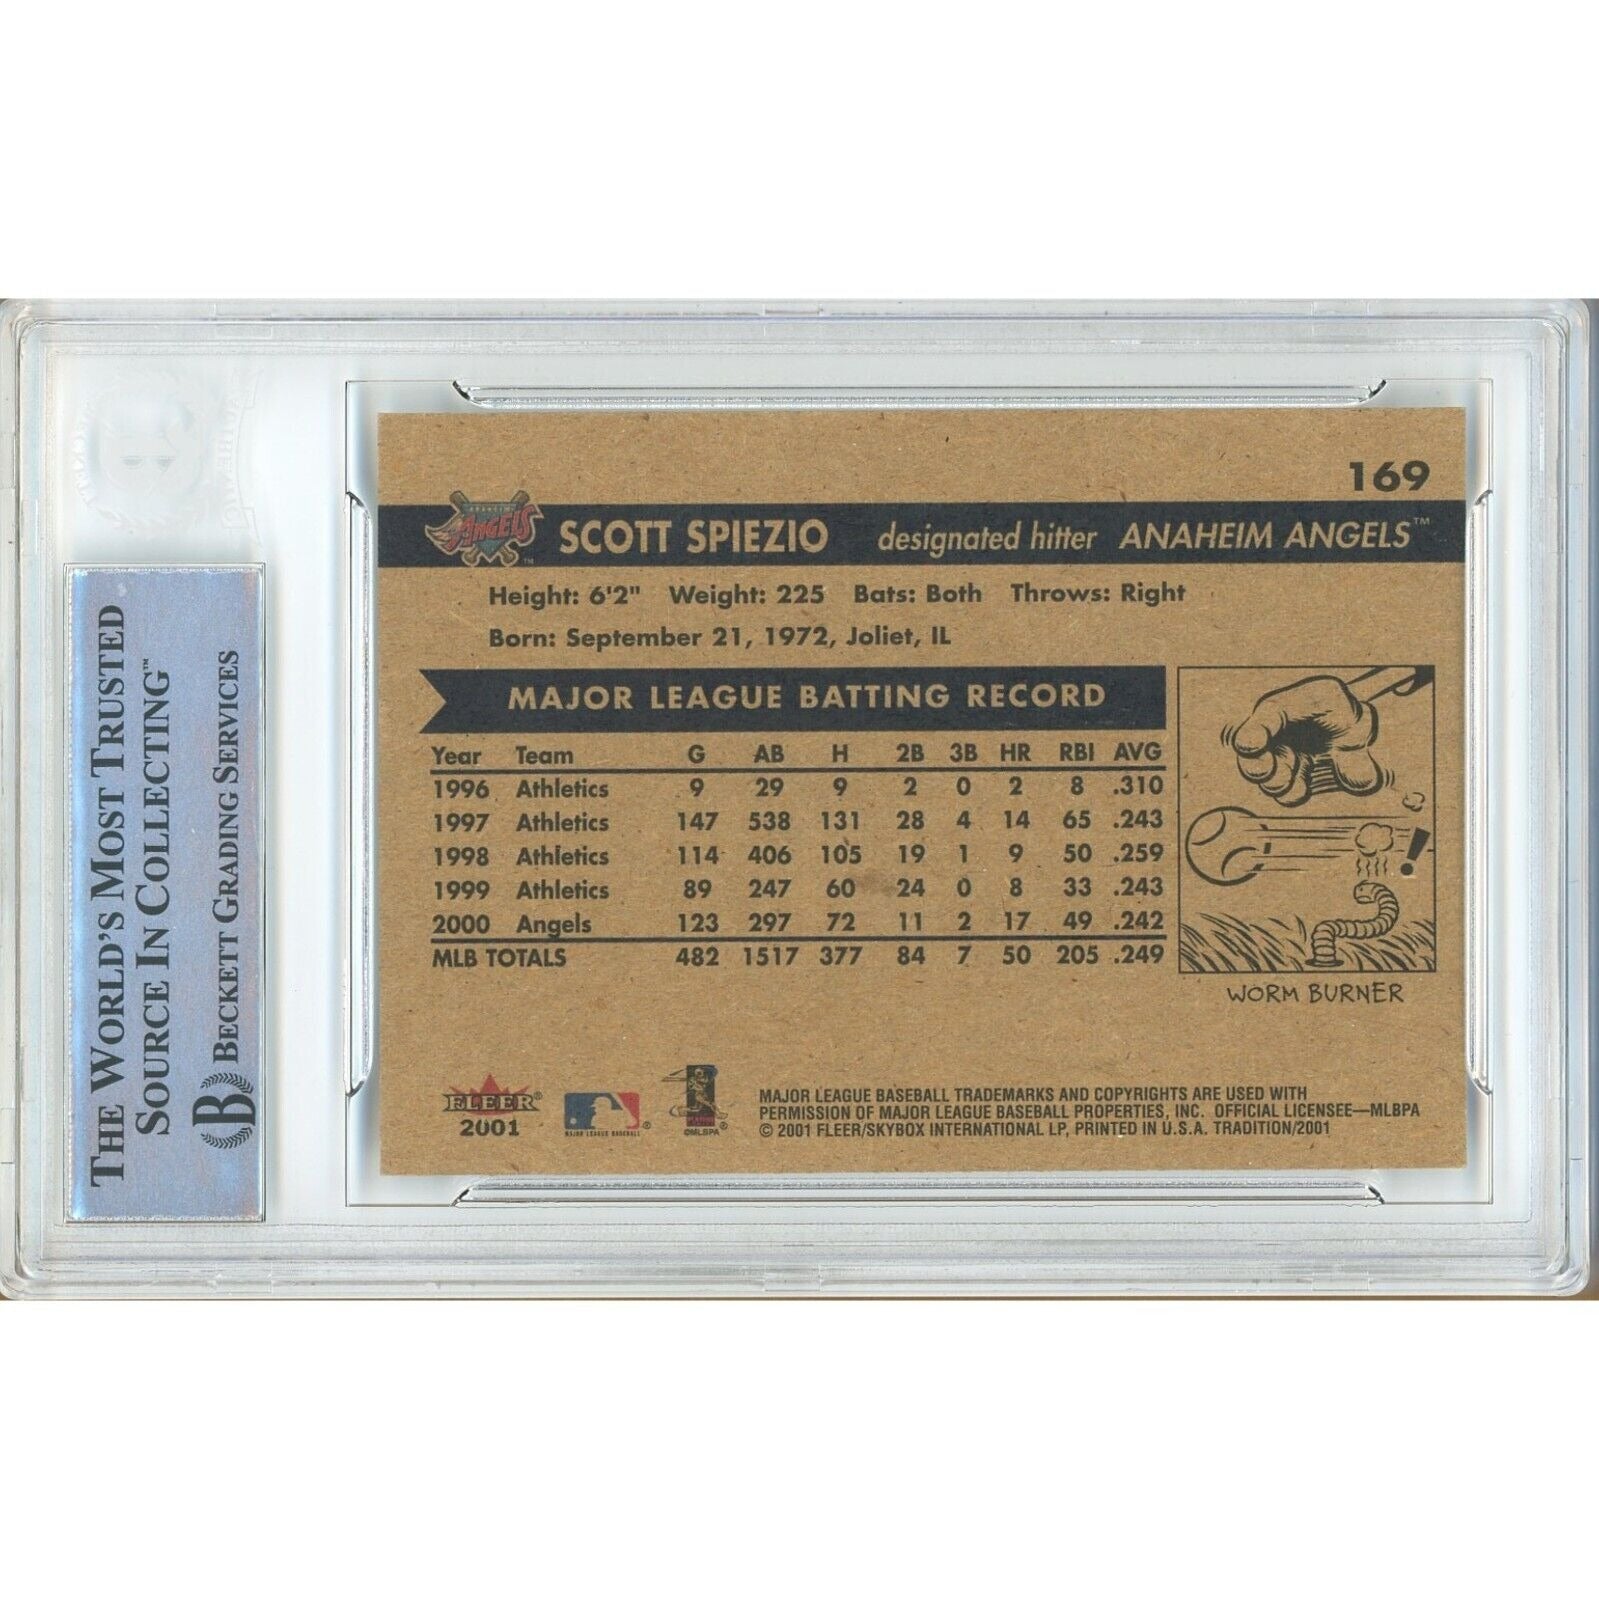 THE WORLD'S MOST TRUSTED
SOURCE IN COLLECTING™
B BECKETT GRADING SERVICES
169
ANAHEIM
ANGELS™ SCOTT SPIEZIO designated hitter ANAHEIM ANGELS™
Height: 6'2" Weight: 225 Bats: Both Throws: Right
Born: September 21, 1972, Joliet, IL
MAJOR LEAGUE BATTING RECORD
Year Team G AB H 2B 3B HR RBI AVG
1996 Athletics 9 29 9 2 0 2 8 .310
1997 Athletics 147 538 131 28 4 14 65 .243
1998 Athletics 114 406 105 19 1 9 50 .259
1999 Athletics 89 247 60 24 0 8 33 .243
2000 Angels 123 297 72 11 2 17 49 .242
MLB TOTALS 482 1517 377 84 7 50 205 .249
!
WORM BURNER
FLEER®
2001
MAJOR LEAGUE BASEBALL®
®
©MLBPA
MAJOR LEAGUE BASEBALL TRADEMARKS AND COPYRIGHTS ARE USED WITH
PERMISSION OF MAJOR LEAGUE BASEBALL PROPERTIES, INC. OFFICIAL LICENSEE—MLBPA
© 2001 FLEER/SKYBOX INTERNATIONAL LP, PRINTED IN U.S.A. TRADITION/2001